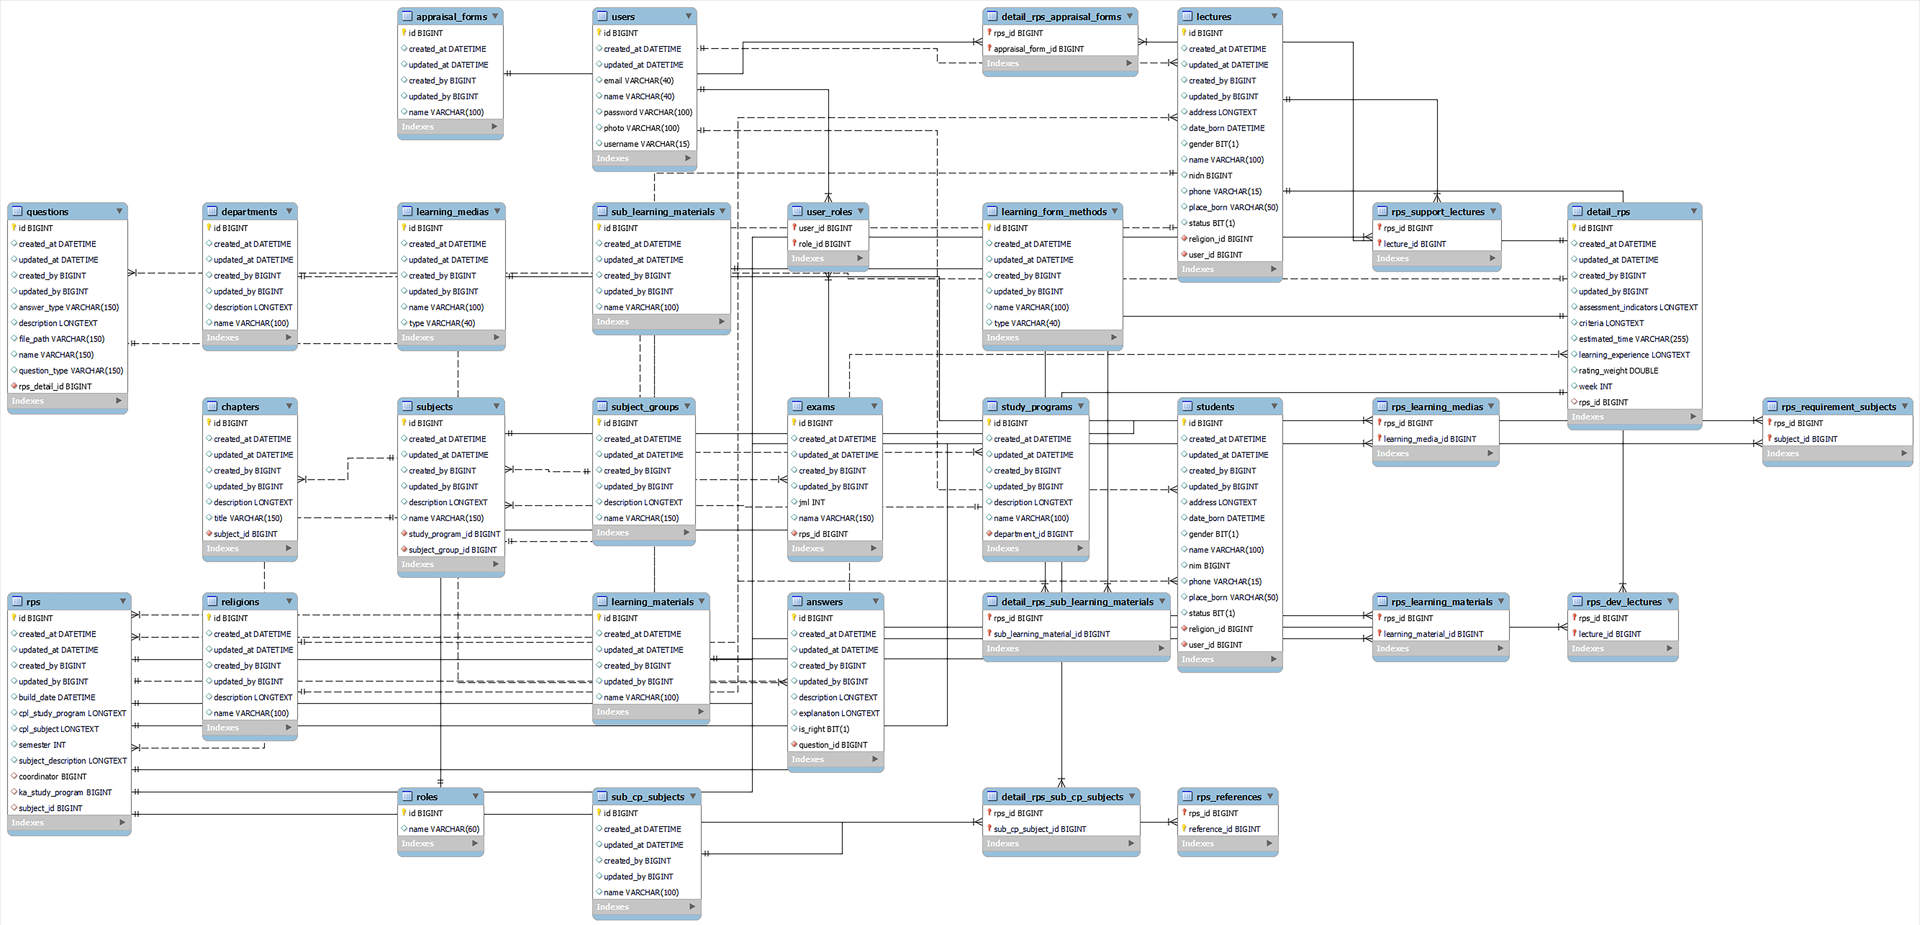 appraisal_forms
id BIGINT
created_at DATETIME
updated_at DATETIME
created_by BIGINT
updated_by BIGINT
name VARCHAR(100)
Indexes
users
id BIGINT
created_at DATETIME
updated_at DATETIME
email VARCHAR(40)
name VARCHAR(40)
password VARCHAR(100)
photo VARCHAR(100)
username VARCHAR(15)
Indexes
detail_rps_appraisal_forms
rps_id BIGINT
appraisal_form_id BIGINT
Indexes
lectures
id BIGINT
created_at DATETIME
updated_at DATETIME
created_by BIGINT
updated_by BIGINT
address LONGTEXT
date_born DATETIME
gender BIT(1)
name VARCHAR(100)
nidn BIGINT
phone VARCHAR(15)
place_born VARCHAR(50)
status BIT(1)
religion_id BIGINT
user_id BIGINT
Indexes
questions
id BIGINT
created_at DATETIME
updated_at DATETIME
created_by BIGINT
updated_by BIGINT
answer_type VARCHAR(150)
description LONGTEXT
file_path VARCHAR(150)
name VARCHAR(150)
question_type VARCHAR(150)
rps_detail_id BIGINT
Indexes
departments
id BIGINT
created_at DATETIME
updated_at DATETIME
created_by BIGINT
updated_by BIGINT
description LONGTEXT
name VARCHAR(100)
Indexes
learning_medias
id BIGINT
created_at DATETIME
updated_at DATETIME
created_by BIGINT
updated_by BIGINT
name VARCHAR(100)
type VARCHAR(40)
Indexes
sub_learning_materials
id BIGINT
created_at DATETIME
updated_at DATETIME
created_by BIGINT
updated_by BIGINT
name VARCHAR(100)
Indexes
user_roles
user_id BIGINT
role_id BIGINT
Indexes
learning_form_methods
id BIGINT
created_at DATETIME
updated_at DATETIME
created_by BIGINT
updated_by BIGINT
name VARCHAR(100)
type VARCHAR(40)
Indexes
rps_support_lectures
rps_id BIGINT
lecture_id BIGINT
Indexes
detail_rps
id BIGINT
created_at DATETIME
updated_at DATETIME
created_by BIGINT
updated_by BIGINT
assessment_indicators LONGTEXT
criteria LONGTEXT
estimated_time VARCHAR(255)
learning_experience LONGTEXT
rating_weight DOUBLE
week INT
rps_id BIGINT
Indexes
chapters
id BIGINT
created_at DATETIME
updated_at DATETIME
created_by BIGINT
updated_by BIGINT
description LONGTEXT
title VARCHAR(150)
subject_id BIGINT
Indexes
subjects
id BIGINT
created_at DATETIME
updated_at DATETIME
created_by BIGINT
updated_by BIGINT
description LONGTEXT
name VARCHAR(150)
study_program_id BIGINT
subject_group_id BIGINT
Indexes
subject_groups
id BIGINT
created_at DATETIME
updated_at DATETIME
created_by BIGINT
updated_by BIGINT
description LONGTEXT
name VARCHAR(150)
Indexes
exams
id BIGINT
created_at DATETIME
updated_at DATETIME
created_by BIGINT
updated_by BIGINT
jml INT
nama VARCHAR(150)
rps_id BIGINT
Indexes
study_programs
id BIGINT
created_at DATETIME
updated_at DATETIME
created_by BIGINT
updated_by BIGINT
description LONGTEXT
name VARCHAR(100)
department_id BIGINT
Indexes
students
id BIGINT
created_at DATETIME
updated_at DATETIME
created_by BIGINT
updated_by BIGINT
address LONGTEXT
date_born DATETIME
gender BIT(1)
name VARCHAR(100)
nim BIGINT
phone VARCHAR(15)
place_born VARCHAR(50)
status BIT(1)
religion_id BIGINT
user_id BIGINT
Indexes
rps_learning_medias
rps_id BIGINT
learning_media_id BIGINT
Indexes
rps_requirement_subjects
rps_id BIGINT
subject_id BIGINT
Indexes
rps
id BIGINT
created_at DATETIME
updated_at DATETIME
created_by BIGINT
updated_by BIGINT
build_date DATETIME
cpl_study_program LONGTEXT
cpl_subject LONGTEXT
semester INT
subject_description LONGTEXT
coordinator BIGINT
ka_study_program BIGINT
subject_id BIGINT
Indexes
religions
id BIGINT
created_at DATETIME
updated_at DATETIME
created_by BIGINT
updated_by BIGINT
description LONGTEXT
name VARCHAR(100)
Indexes
learning_materials
id BIGINT
created_at DATETIME
updated_at DATETIME
created_by BIGINT
updated_by BIGINT
name VARCHAR(100)
Indexes
answers
id BIGINT
created_at DATETIME
updated_at DATETIME
created_by BIGINT
updated_by BIGINT
description LONGTEXT
explanation LONGTEXT
is_right BIT(1)
question_id BIGINT
Indexes
detail_rps_sub_learning_materials
rps_id BIGINT
sub_learning_material_id BIGINT
Indexes
rps_learning_materials
rps_id BIGINT
learning_material_id BIGINT
Indexes
rps_dev_lectures
rps_id BIGINT
lecture_id BIGINT
Indexes
roles
id BIGINT
name VARCHAR(60)
Indexes
sub_cp_subjects
id BIGINT
created_at DATETIME
updated_at DATETIME
created_by BIGINT
updated_by BIGINT
name VARCHAR(100)
Indexes
detail_rps_sub_cp_subjects
rps_id BIGINT
sub_cp_subject_id BIGINT
Indexes
rps_references
rps_id BIGINT
reference_id BIGINT
Indexes